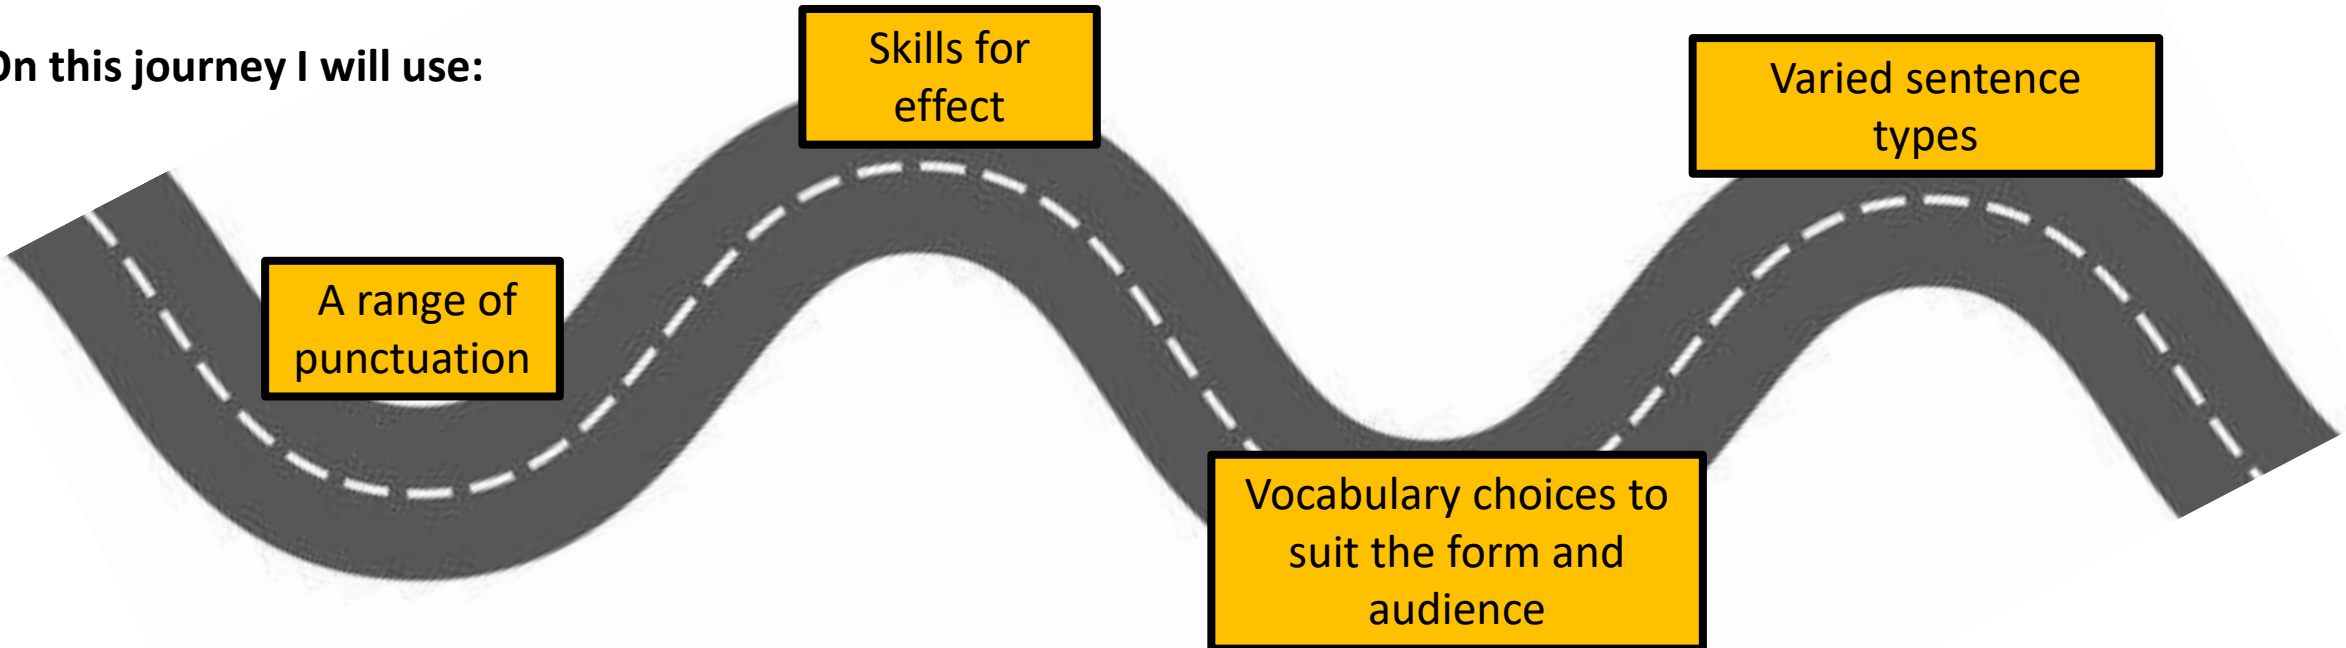 On this journey I will use:
A range of
punctuation
Skills for
effect
Vocabulary choices to
suit the form and
audience
Varied sentence
types